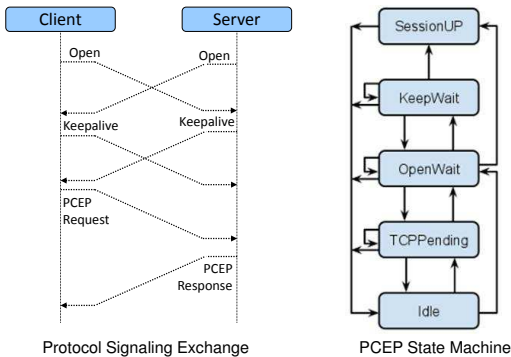 Client
Server
Open
Open
Keepalive
Keepalive
PCEP
Request
PCEP
Response
Protocol Signaling Exchange
SessionUP
KeepWait
OpenWait
TCPPending
Idle
PCEP State Machine